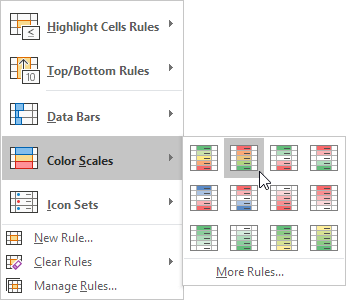 Highlight Cells Rules
Top/Bottom Rules
10
Data Bars
Color Scales
Icon Sets
New Rule...
Clear Rules
Manage Rules...
More Rules...